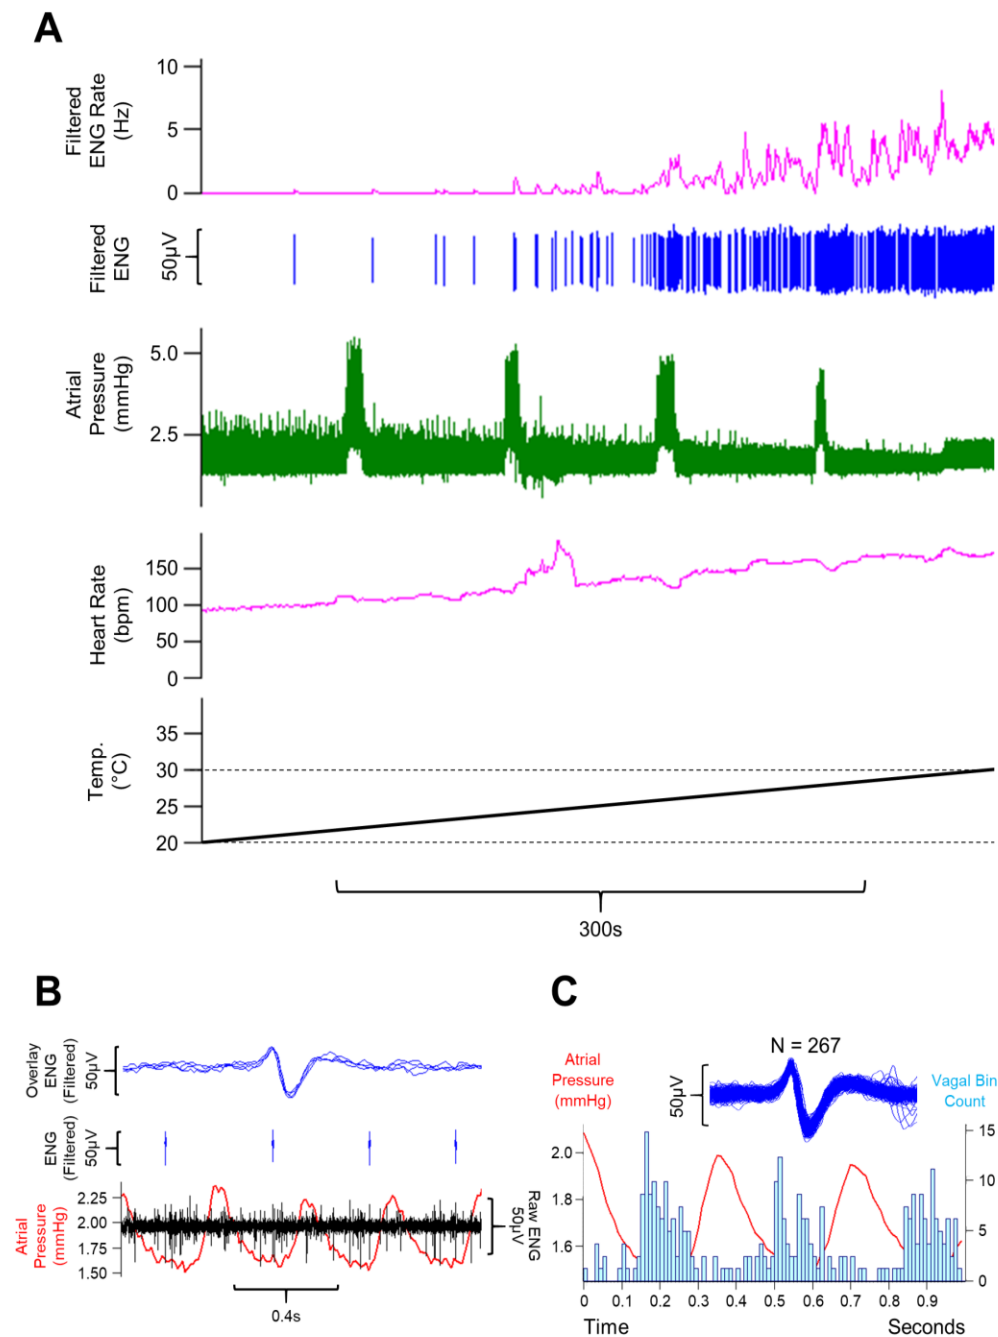 A
Filtered
ENG Rate
(Hz)
10
5
0
Filtered
ENG
50µV
Atrial
Pressure
(mmHg)
5.0
2.5
Heart Rate
(bpm)
150
100
50
0
Temp.
(°C)
35
30
25
20
300s
B
Overlay
ENG
(Filtered)
50µV
ENG
(Filtered)
50µV
Atrial
Pressure
(mmHg)
2.25
2.00
1.75
1.50
50µV
Raw ENG
0.4s
C
N = 267
Atrial
Pressure
(mmHg)
50µV
Vagal Bin
Count
2.0
1.8
1.6
15
10
5
0
0 0.1 0.2 0.3 0.4 0.5 0.6 0.7 0.8 0.9
Time Seconds